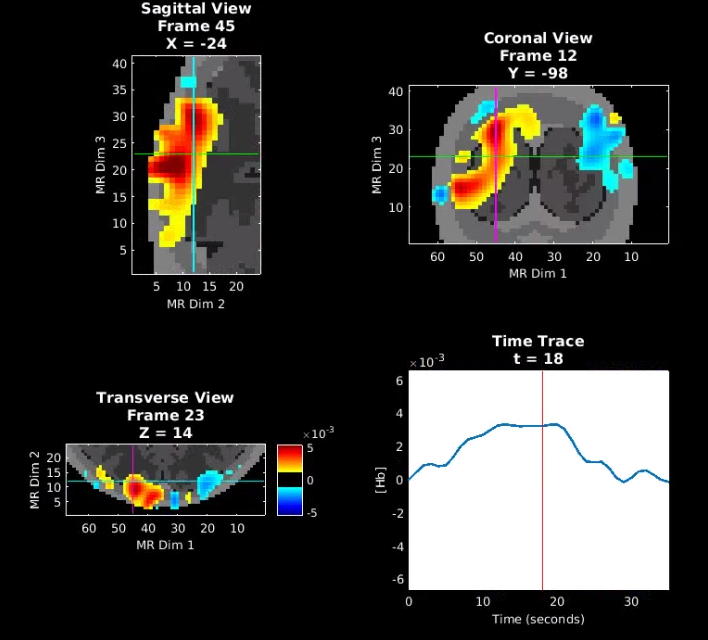 Sagittal View
Frame 45
X = -24
40
35
30
25
20
15
10
5
MR Dim 3
5 10 15 20
MR Dim 2
Coronal View
Frame 12
Y = -98
40
30
20
10
MR Dim 3
60 50 40 30 20 10
MR Dim 1
Transverse View
Frame 23
Z = 14
20
15
10
5
MR Dim 2
60 50 40 30 20 10
MR Dim 1
×10⁻³
5
0
-5
Time Trace
t = 18
×10⁻³
6
4
2
0
-2
-4
-6
[Hb]
0 10 20 30
Time (seconds)